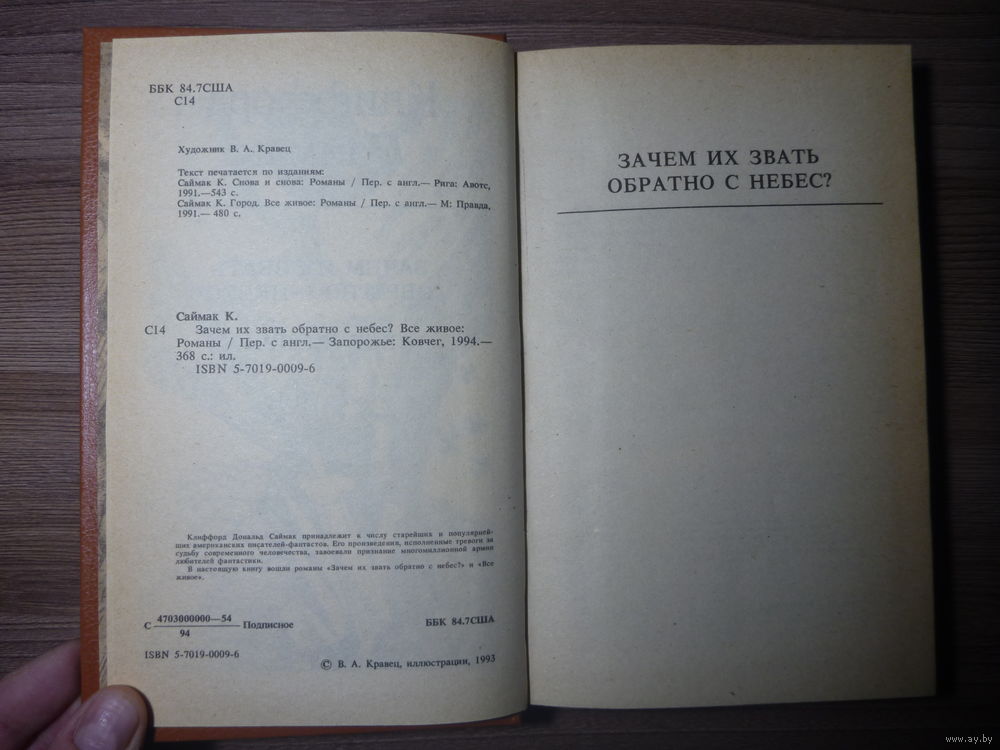 ББК 84.7США
С14
Художник В. А. Кравец
Текст печатается по изданиям:
Саймак К. Снова и снова: Романы / Пер. с англ.— Рига: Авотс,
1991.—543 с.
Саймак К. Город. Все живое: Романы / Пер. с англ.— М: Правда,
1991.— 480 с.
Саймак К.
С14 Зачем их звать обратно с небес? Все живое:
Романы / Пер. с англ.— Запорожье: Ковчег, 1994.—
368 с.: ил.
ISBN 5-7019-0009-6
Клиффорд Дональд Саймак принадлежит к числу старейших и популярней-
ших американских писателей-фантастов. Его произведения, исполненные тревоги за
судьбу современного человечества, завоевали признание многомиллионной армии
любителей фантастики.
В настоящую книгу вошли романы «Зачем их звать обратно с небес?» и «Все
живое».
С 4703000000—54 Подписное
94
ББК 84.7США
ISBN 5-7019-0009-6
© В. А. Кравец, иллюстрации, 1993
ЗАЧЕМ ИХ ЗВАТЬ
ОБРАТНО С НЕБЕС?
www.ay.by